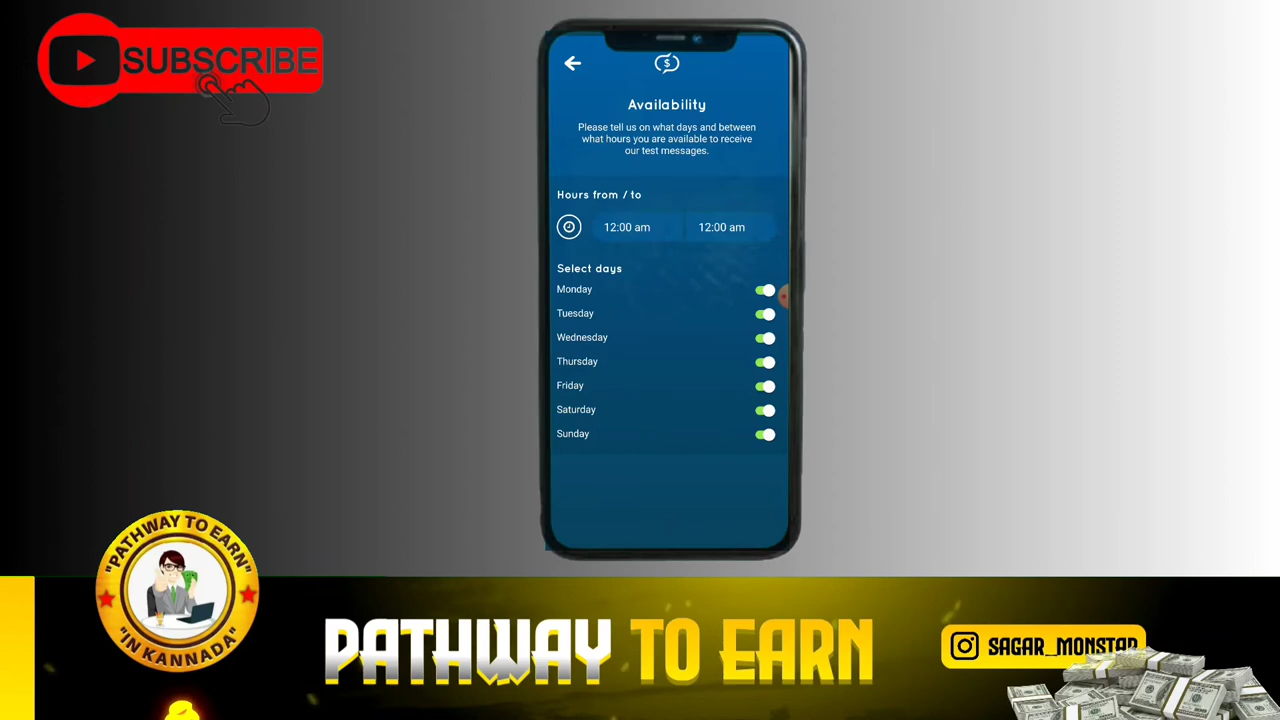 SUBSCRIBE
$
Availability
Please tell us on what days and between
what hours you are available to receive
our test messages.
Hours from / to
12:00 am 12:00 am
Select days
Monday
Tuesday
Wednesday
Thursday
Friday
Saturday
Sunday
"PATHWAY TO EARN"
"IN KANNADA"
PATHWAY TO EARN
SAGAR_MONSTAR